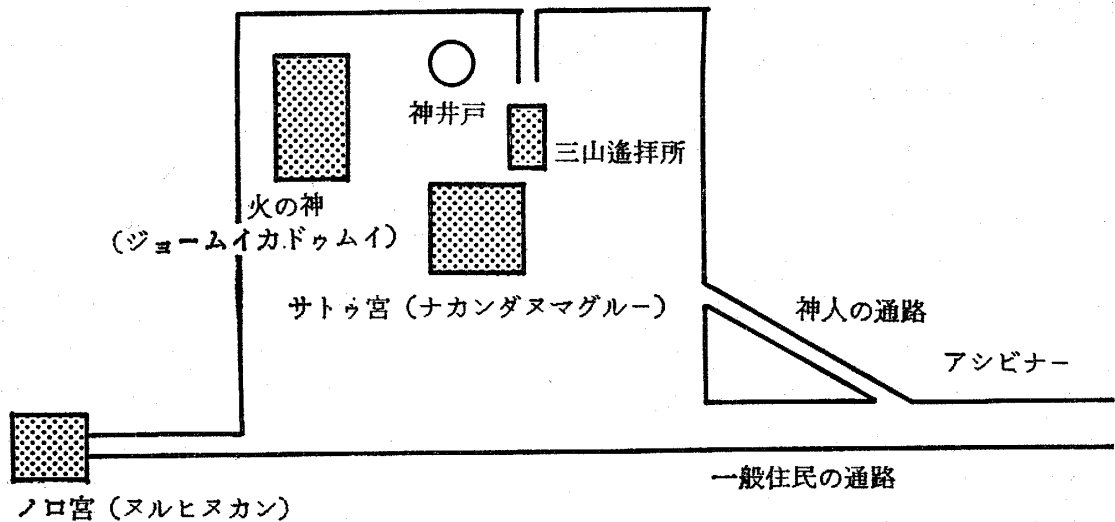 神井戸
三山遙拝所
火の神
(ジョームイカドゥムイ)
サトゥ宮(ナカンダヌマグルー)
神人の通路
アシビナー
一般住民の通路
ノロ宮(ヌルヒヌカン)